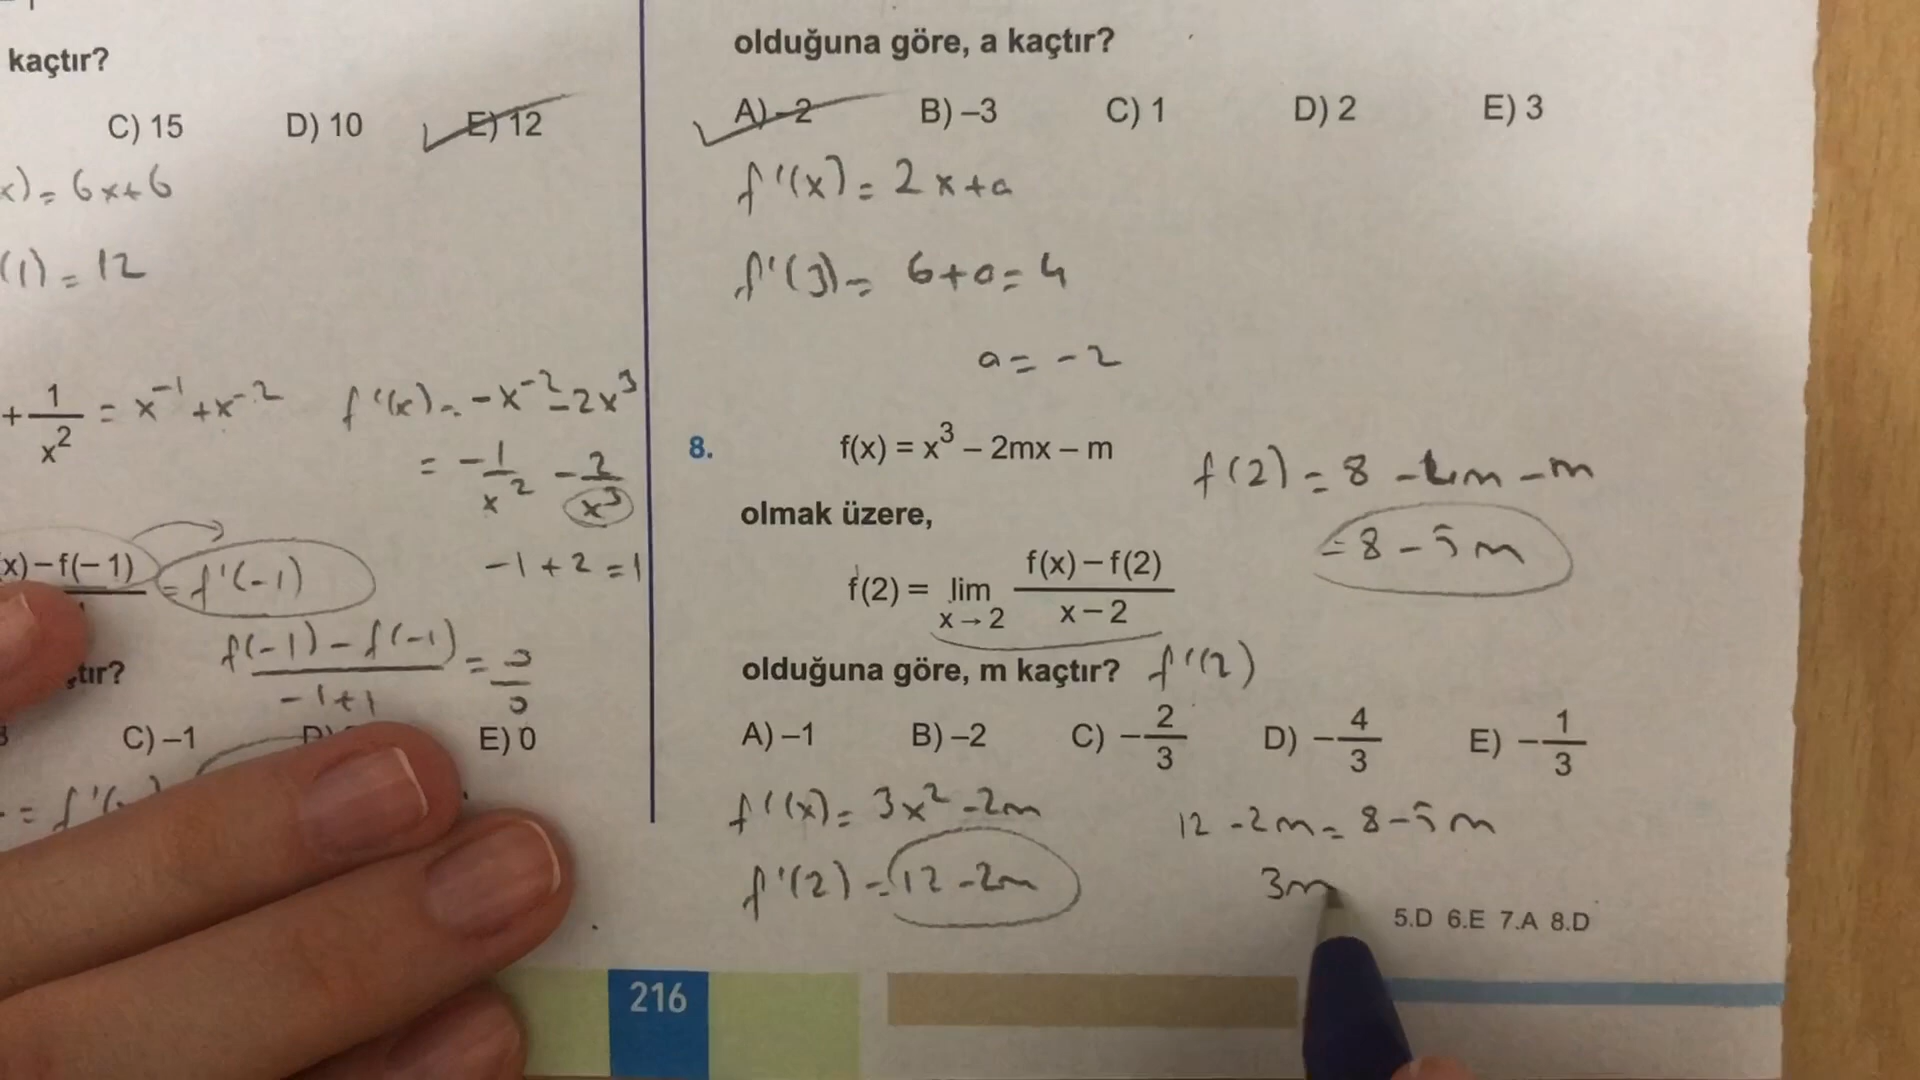 kaçtır?
C) 15 D) 10 E) 12
x) = 6x+6
(1) = 12
+ 1/x² = x⁻¹ + x⁻² f'(x) = -x⁻² - 2x³
= -1/x² - 2/x³
-1 + 2 = 1
x) – f(– 1) = f'(-1)
f(-1) - f(-1) / -1+1 = 0/0
tır?
C) –1 E) 0
olduğuna göre, a kaçtır?
A) –2 B) –3 C) 1 D) 2 E) 3
f'(x) = 2x+a
f'(3) = 6+a = 4
a = -2
8. f(x) = x³ – 2mx – m
f(2) = 8 - 4m - m
= 8 - 5m
olmak üzere,
f(2) = lim x→2 f(x) – f(2) / x – 2
olduğuna göre, m kaçtır? f'(2)
A) –1 B) –2 C) –2/3 D) –4/3 E) –1/3
f'(x) = 3x² - 2m
f'(2) = 12 - 2m
12 - 2m = 8 - 5m
3m
5.D 6.E 7.A 8.D
216